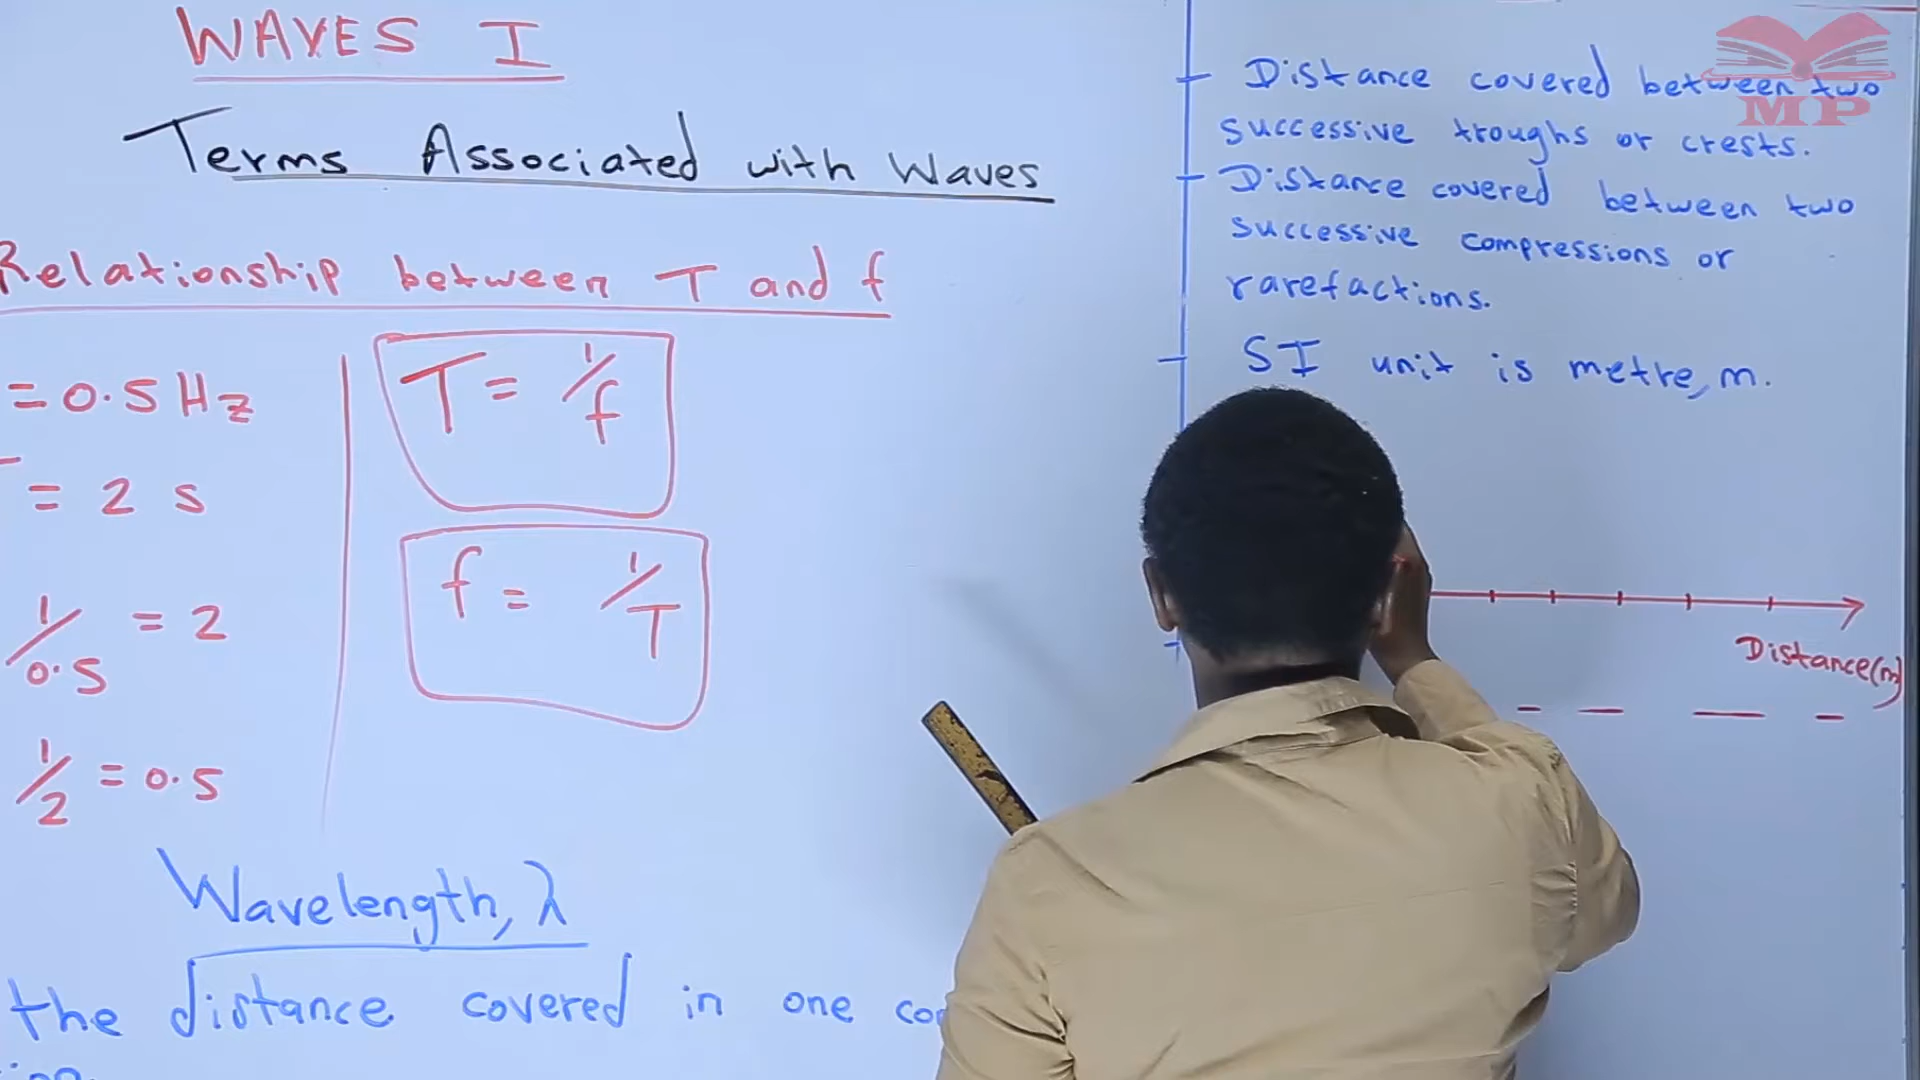 WAVES I
Terms Associated with Waves
Relationship between T and f
= 0.5 Hz
= 2 s
1/0.5 = 2
1/2 = 0.5
T = 1/f
f = 1/T
Wavelength, λ
the distance covered in one
- Distance covered between two
successive troughs or crests.
- Distance covered between two
successive compressions or
rarefactions.
- SI unit is metre, m.
Distance(m)
MP